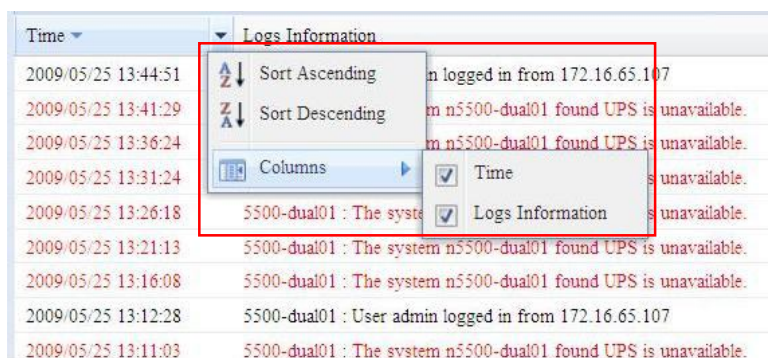 Time Logs Information
2009/05/25 13:44:51 Sort Ascending n logged in from 172.16.65.107
2009/05/25 13:41:29 Sort Descending m n5500-dual01 found UPS is unavailable.
2009/05/25 13:36:24 m n5500-dual01 found UPS is unavailable.
2009/05/25 13:31:24 Columns Time s unavailable.
2009/05/25 13:26:18 5500-dual01 : The syste Logs Information s unavailable.
2009/05/25 13:21:13 5500-dual01 : The system n5500-dual01 found UPS is unavailable.
2009/05/25 13:16:08 5500-dual01 : The system n5500-dual01 found UPS is unavailable.
2009/05/25 13:12:28 5500-dual01 : User admin logged in from 172.16.65.107
2009/05/25 13:11:03 5500-dual01 : The system n5500-dual01 found UPS is unavailable.